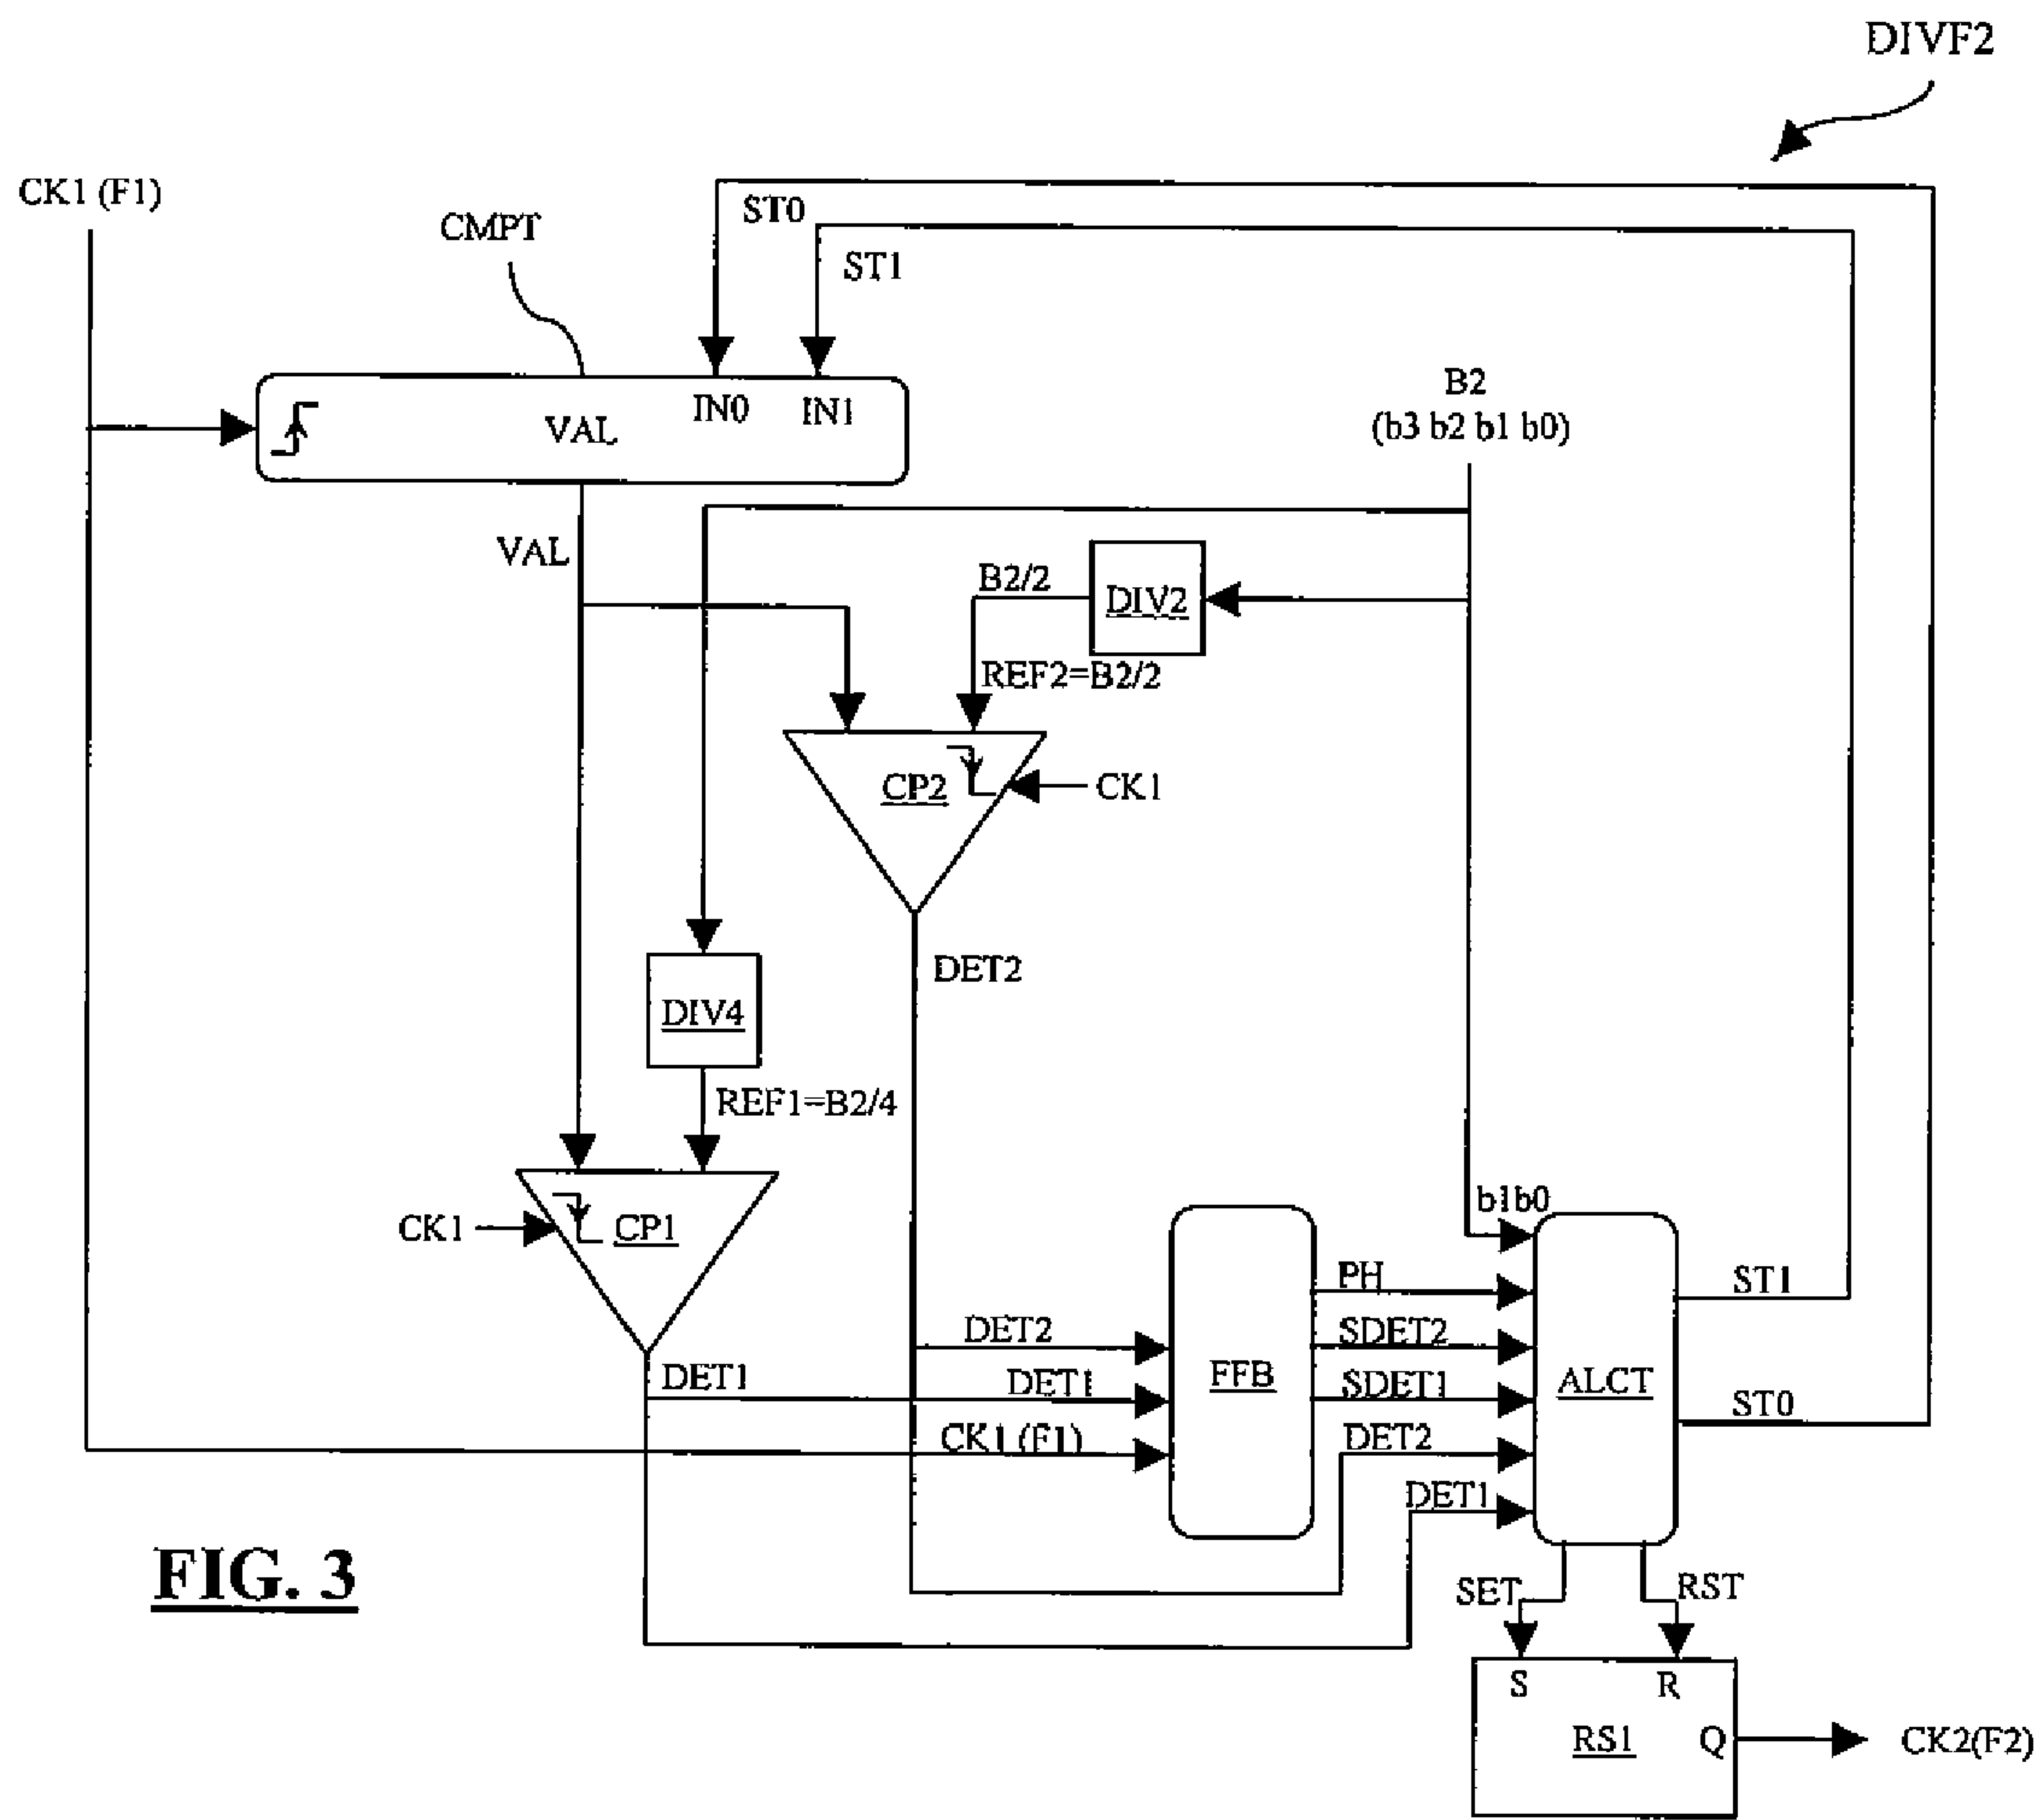 DIVF2
CK1 (F1)
ST0
CMPT
ST1
IN0
IN1
VAL
B2
(b3 b2 b1 b0)
VAL
B2/2
DIV2
REF2=B2/2
CP2
CK1
DET2
DIV4
REF1=B2/4
CK1
CP1
b1b0
PH
ST1
DET2
SDET2
DET1
DET1
FFB
SDET1
ALCT
ST0
CK1 (F1)
DET2
DET1
FIG. 3
SET
RST
S
R
RS1
Q
CK2(F2)